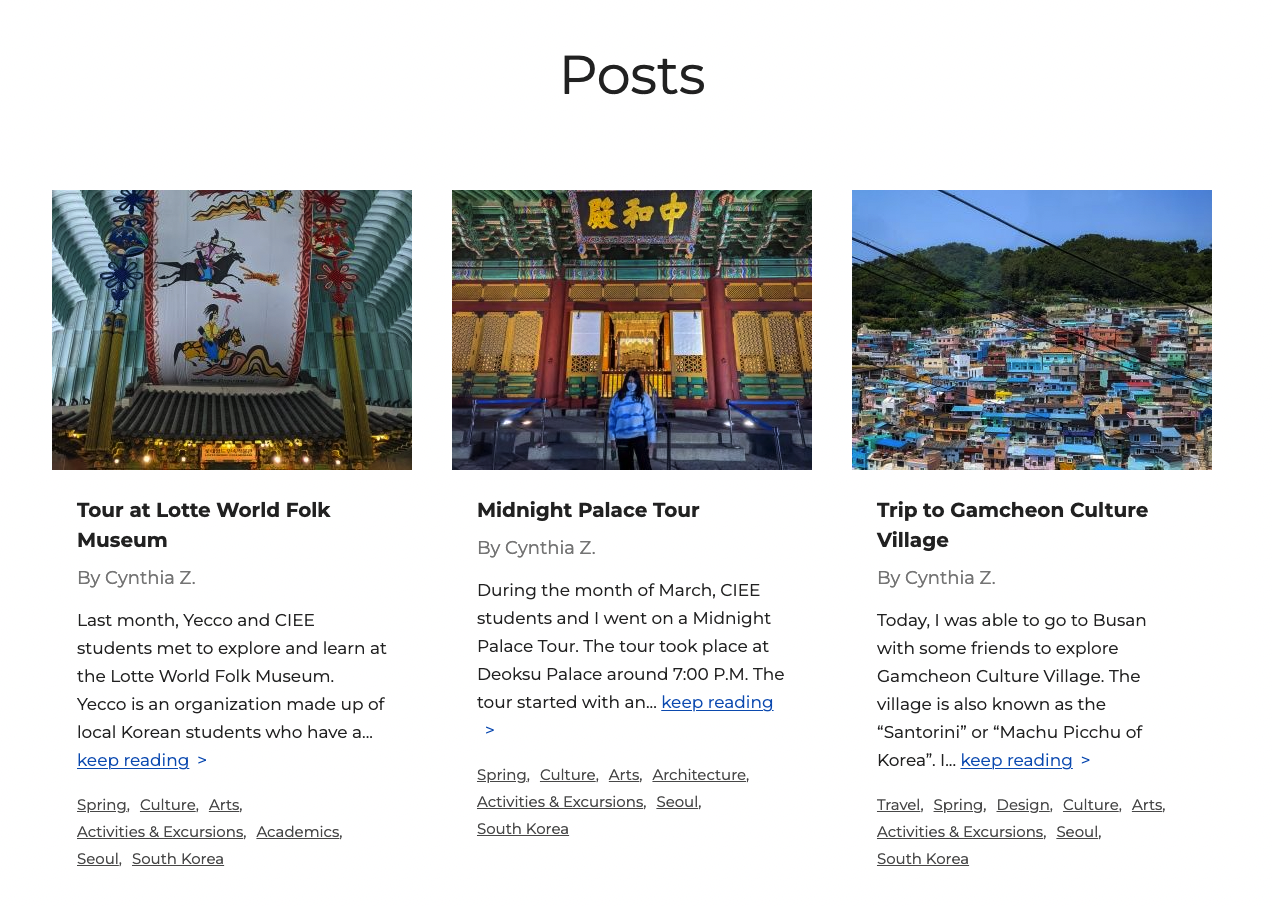 Posts
殿和中
Tour at Lotte World Folk
Museum
By Cynthia Z.
Last month, Yecco and CIEE
students met to explore and learn at
the Lotte World Folk Museum.
Yecco is an organization made up of
local Korean students who have a...
keep reading >
Spring, Culture, Arts,
Activities & Excursions, Academics,
Seoul, South Korea
Midnight Palace Tour
By Cynthia Z.
During the month of March, CIEE
students and I went on a Midnight
Palace Tour. The tour took place at
Deoksu Palace around 7:00 P.M. The
tour started with an... keep reading
>
Spring, Culture, Arts, Architecture,
Activities & Excursions, Seoul,
South Korea
Trip to Gamcheon Culture
Village
By Cynthia Z.
Today, I was able to go to Busan
with some friends to explore
Gamcheon Culture Village. The
village is also known as the
“Santorini” or “Machu Picchu of
Korea”. I... keep reading >
Travel, Spring, Design, Culture, Arts,
Activities & Excursions, Seoul,
South Korea